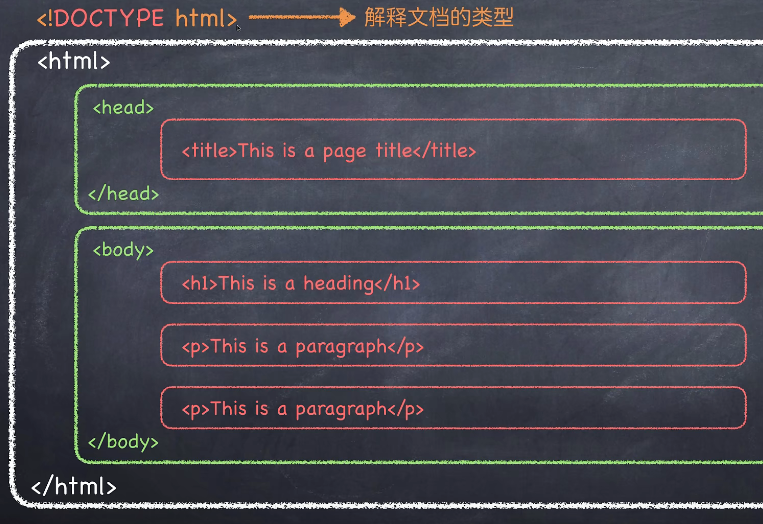 <!DOCTYPE html> 解释文档的类型
<html>
<head>
<title>This is a page title</title>
</head>
<body>
<h1>This is a heading</h1>
<p>This is a paragraph</p>
<p>This is a paragraph</p>
</body>
</html>